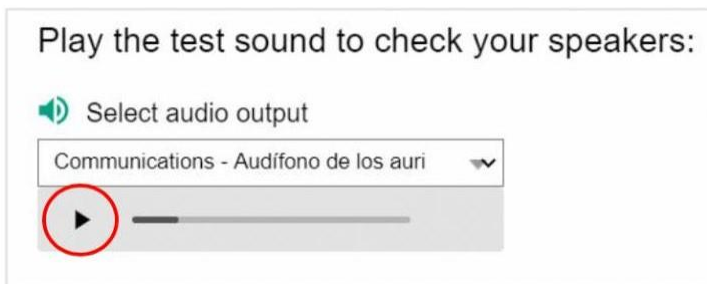 Play the test sound to check your speakers:
Select audio output
Communications - Audífono de los auri